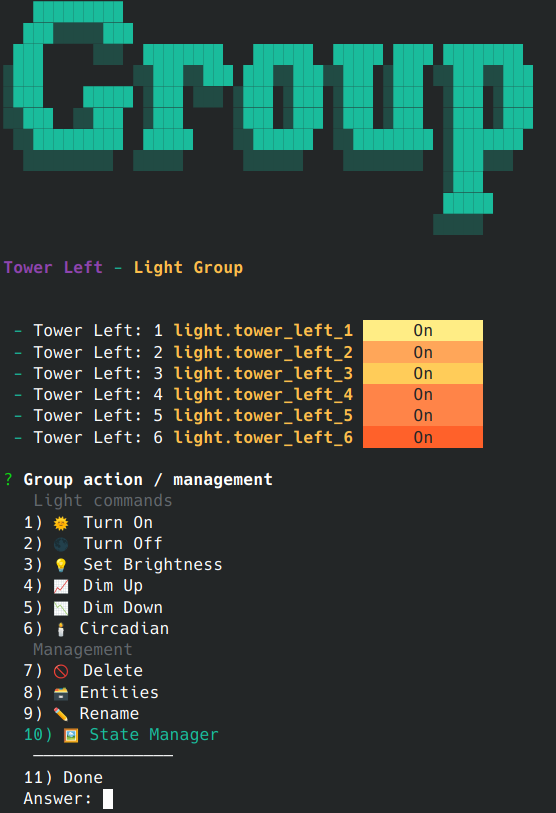 Group
Tower Left - Light Group
- Tower Left: 1 light.tower_left_1 On
- Tower Left: 2 light.tower_left_2 On
- Tower Left: 3 light.tower_left_3 On
- Tower Left: 4 light.tower_left_4 On
- Tower Left: 5 light.tower_left_5 On
- Tower Left: 6 light.tower_left_6 On
? Group action / management
Light commands
1) 🌞 Turn On
2) 🌑 Turn Off
3) 💡 Set Brightness
4) 📈 Dim Up
5) 📉 Dim Down
6) 🕯 Circadian
Management
7) 🚫 Delete
8) 🗃 Entities
9) ✏ Rename
10) 🖼 State Manager
──────────────
11) Done
Answer: